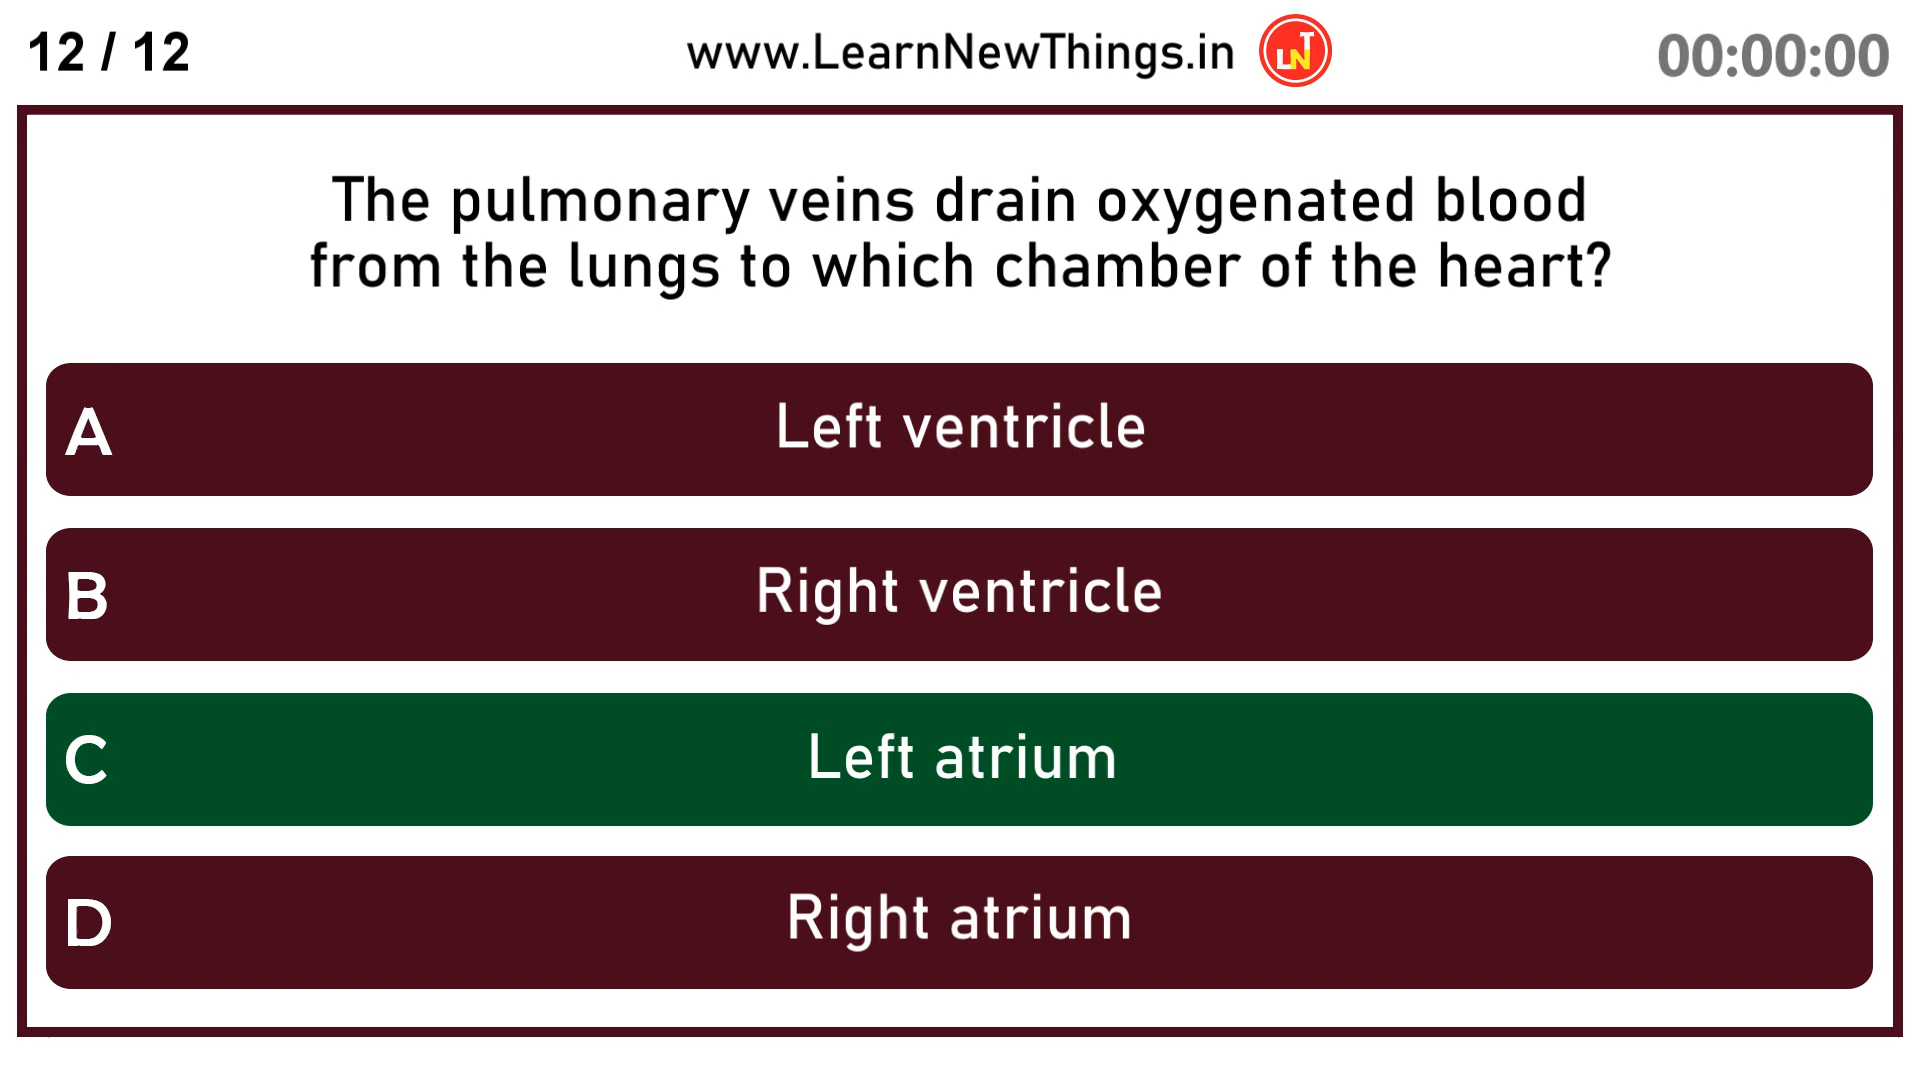 12 / 12
www.LearnNewThings.in
LNT
00:00:00
The pulmonary veins drain oxygenated blood
from the lungs to which chamber of the heart?
A Left ventricle
B Right ventricle
C Left atrium
D Right atrium